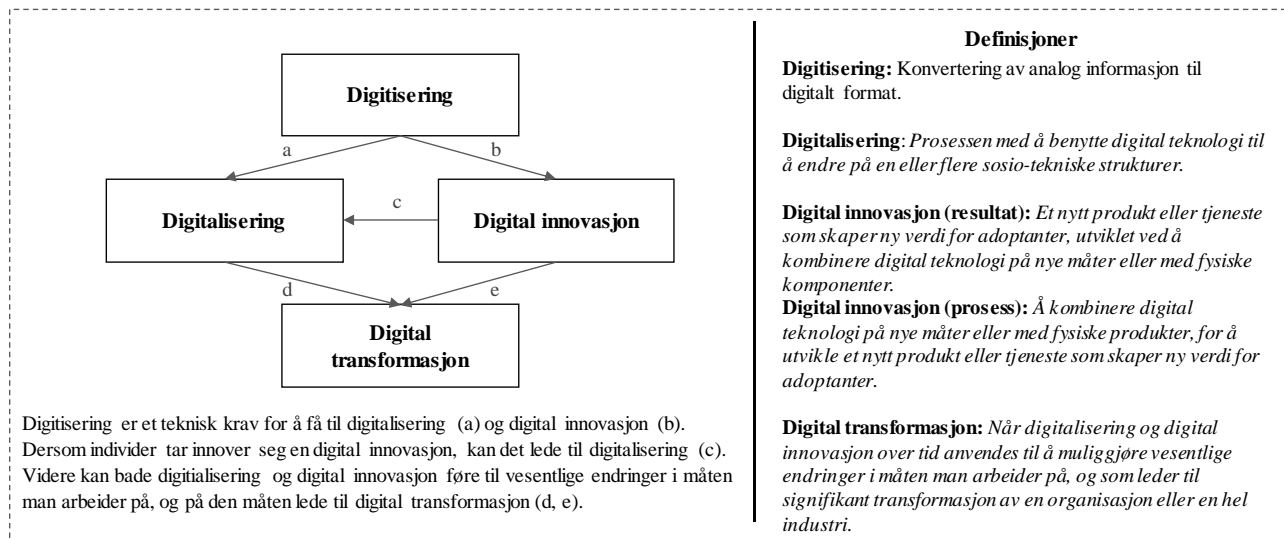 Digitisering
a
b
Digitalisering
c
Digital innovasjon
d
e
Digital
transformasjon
Digitisering er et teknisk krav for å få til digitalisering (a) og digital innovasjon (b).
Dersom individer tar innover seg en digital innovasjon, kan det lede til digitalisering (c).
Videre kan bade digitialisering og digital innovasjon føre til vesentlige endringer i måten
man arbeider på, og på den måten lede til digital transformasjon (d, e).
Definisjoner
Digitisering: Konvertering av analog informasjon til
digitalt format.
Digitalisering: Prosessen med å benytte digital teknologi til
å endre på en eller flere sosio-tekniske strukturer.
Digital innovasjon (resultat): Et nytt produkt eller tjeneste
som skaper ny verdi for adoptanter, utviklet ved å
kombinere digital teknologi på nye måter eller med fysiske
komponenter.
Digital innovasjon (prosess): Å kombinere digital
teknologi på nye måter eller med fysiske produkter, for å
utvikle et nytt produkt eller tjeneste som skaper ny verdi for
adoptanter.
Digital transformasjon: Når digitalisering og digital
innovasjon over tid anvendes til å muliggjøre vesentlige
endringer i måten man arbeider på, og som leder til
signifikant transformasjon av en organisasjon eller en hel
industri.